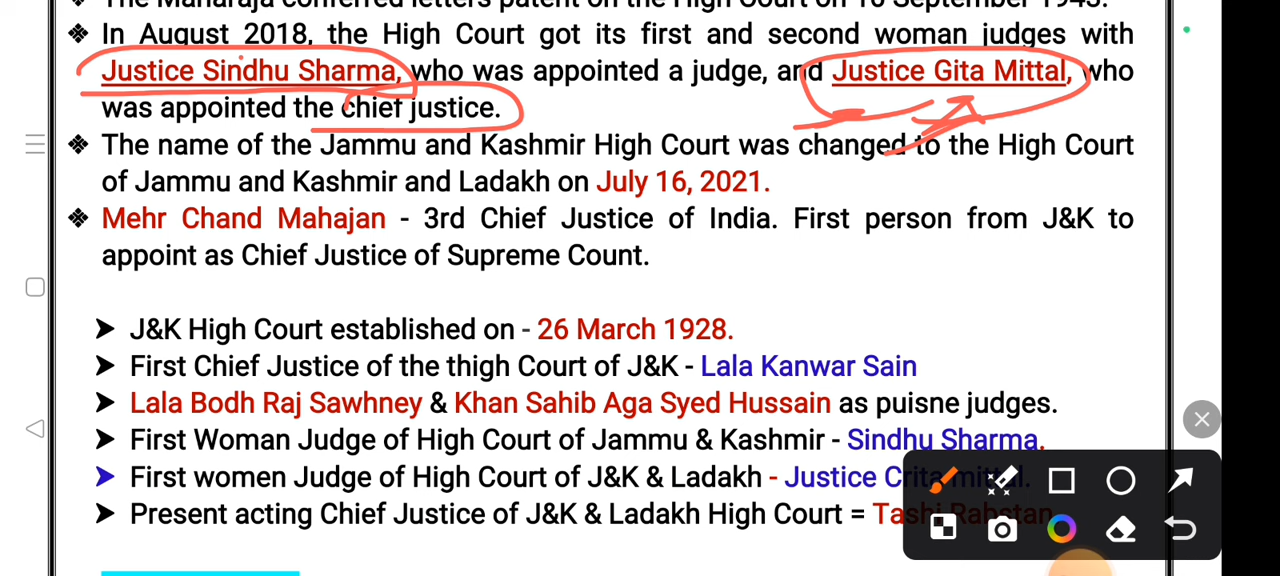 The Maharaja conferred letters patent on the High Court on 10 September 1943.
❖ In August 2018, the High Court got its first and second woman judges with
Justice Sindhu Sharma, who was appointed a judge, and Justice Gita Mittal, who
was appointed the chief justice.
❖ The name of the Jammu and Kashmir High Court was changed to the High Court
of Jammu and Kashmir and Ladakh on July 16, 2021.
❖ Mehr Chand Mahajan - 3rd Chief Justice of India. First person from J&K to
appoint as Chief Justice of Supreme Count.
➤ J&K High Court established on - 26 March 1928.
➤ First Chief Justice of the thigh Court of J&K - Lala Kanwar Sain
➤ Lala Bodh Raj Sawhney & Khan Sahib Aga Syed Hussain as puisne judges.
➤ First Woman Judge of High Court of Jammu & Kashmir - Sindhu Sharma.
➤ First women Judge of High Court of J&K & Ladakh - Justice Crita mittal.
➤ Present acting Chief Justice of J&K & Ladakh High Court = Tashi Rabstan